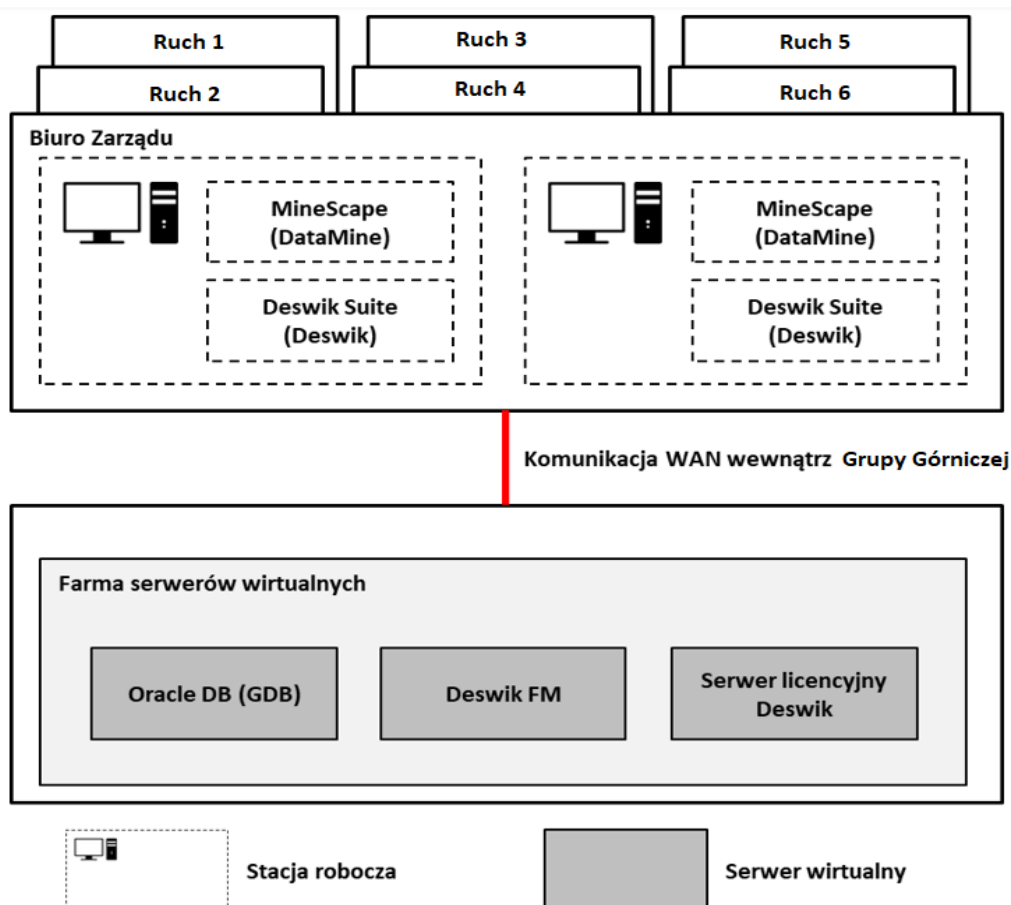 Ruch 1
Ruch 3
Ruch 5
Ruch 2
Ruch 4
Ruch 6
Biuro Zarządu
MineScape
(DataMine)
Deswik Suite
(Deswik)
MineScape
(DataMine)
Deswik Suite
(Deswik)
Komunikacja WAN wewnątrz Grupy Górniczej
Farma serwerów wirtualnych
Oracle DB (GDB)
Deswik FM
Serwer licencyjny
Deswik
Stacja robocza
Serwer wirtualny